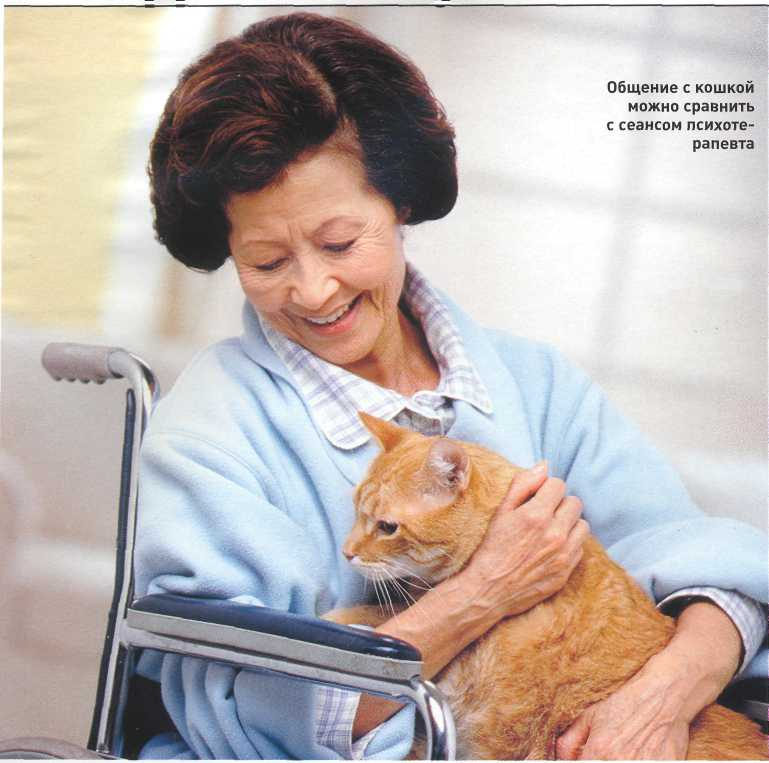 Общение с кошкой
можно сравнить
с сеансом психоте-
рапевта